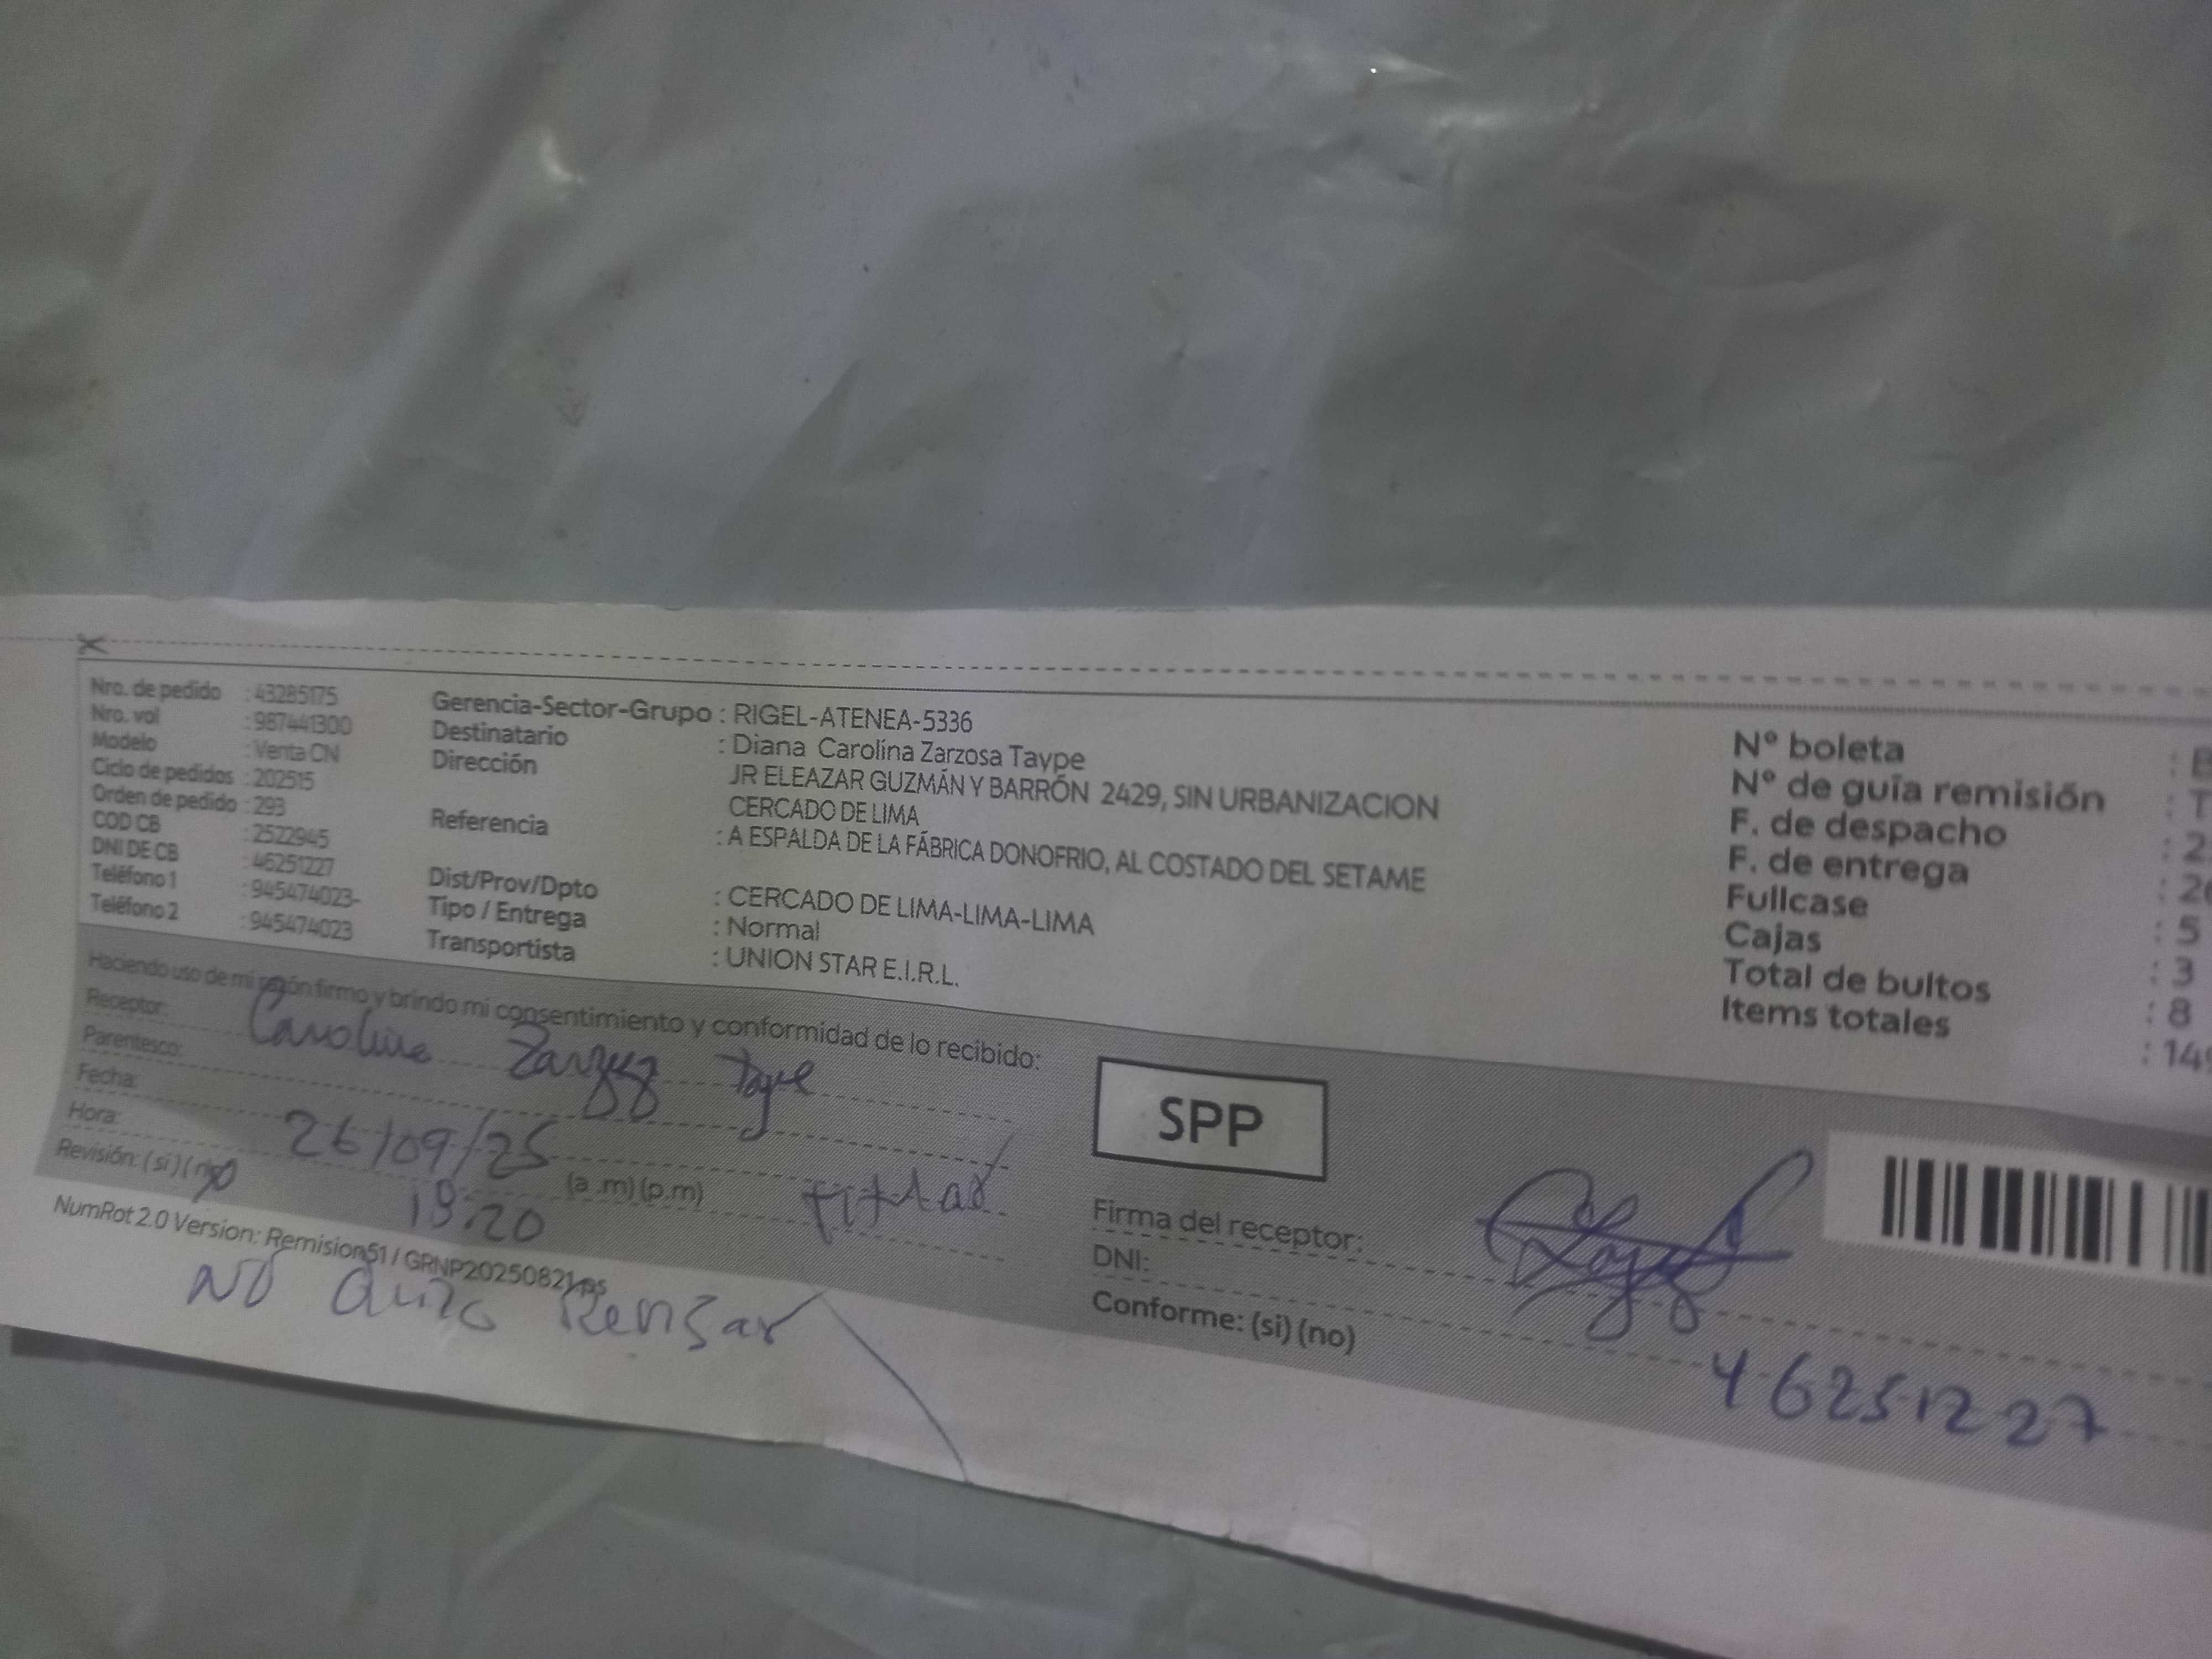 Nro. de pedido : 43285175
Nro. vol : 987441300
Modelo : Venta CN
Ciclo de pedidos : 202515
Orden de pedido : 293
COD CB : 2522945
DNI DE CB : 46251227
Teléfono 1 : 945474023-
Teléfono 2 : 945474023
Gerencia-Sector-Grupo : RIGEL-ATENEA-5336
Destinatario : Diana Carolina Zarzosa Taype
Dirección JR ELEAZAR GUZMÁN Y BARRÓN 2429, SIN URBANIZACION
CERCADO DE LIMA
Referencia : A ESPALDA DE LA FÁBRICA DONOFRIO, AL COSTADO DEL SETAME
Dist/Prov/Dpto : CERCADO DE LIMA-LIMA-LIMA
Tipo / Entrega : Normal
Transportista : UNION STAR E.I.R.L.
N° boleta :
N° de guía remisión : T
F. de despacho : 2
F. de entrega : 2
Fullcase : 5
Cajas : 3
Total de bultos : 8
Items totales : 14
Haciendo uso de mi razón firmo y brindo mi consentimiento y conformidad de lo recibido:
Receptor: Taype
Parentesco: titular
Fecha: 26/09/25
Hora: 19:20 (a.m) (p.m)
Revisión: (si) (no)
NumRot 2.0 Version: Remision51 / GRNP20250821
NO Quizo Revisar
SPP
Firma del receptor:
DNI: 46251227
Conforme: (si) (no)